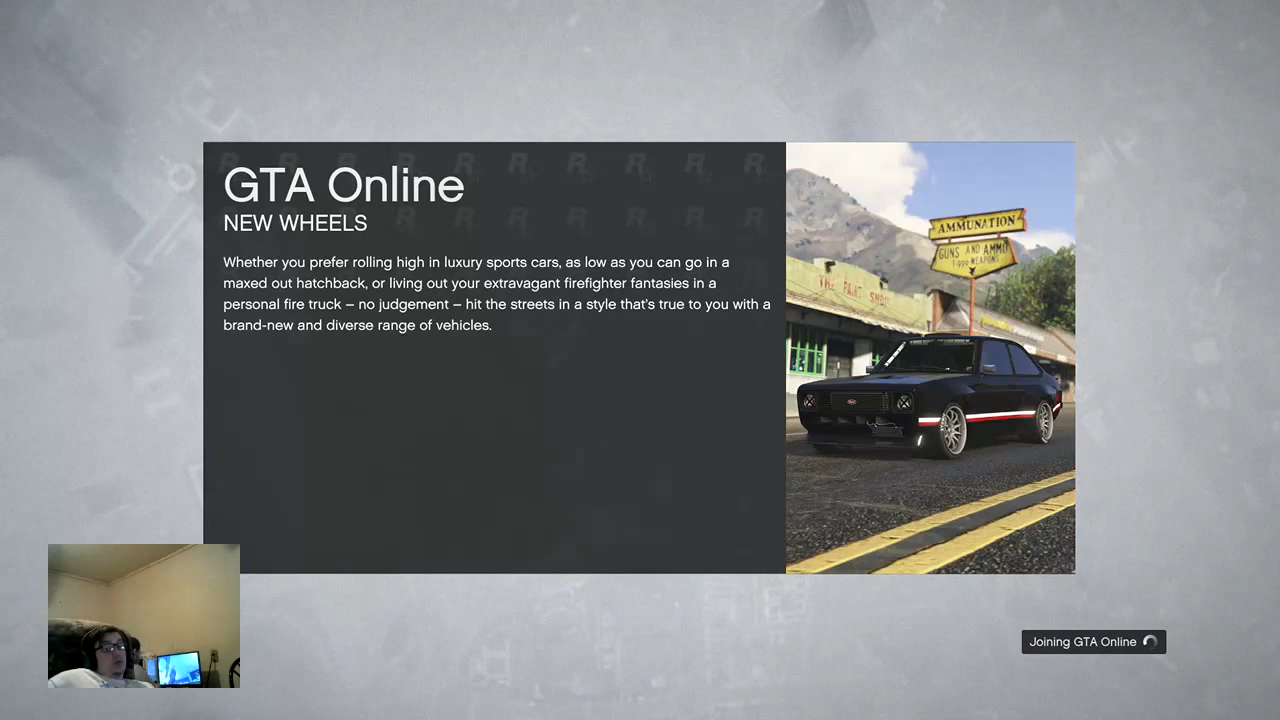 GTA Online
NEW WHEELS
Whether you prefer rolling high in luxury sports cars, as low as you can go in a
maxed out hatchback, or living out your extravagant firefighter fantasies in a
personal fire truck – no judgement – hit the streets in a style that's true to you with a
brand-new and diverse range of vehicles.
AMMUNATION
GUNS AND AMMO
1-999-WEAPONS
THE PAINT SHOP
Joining GTA Online